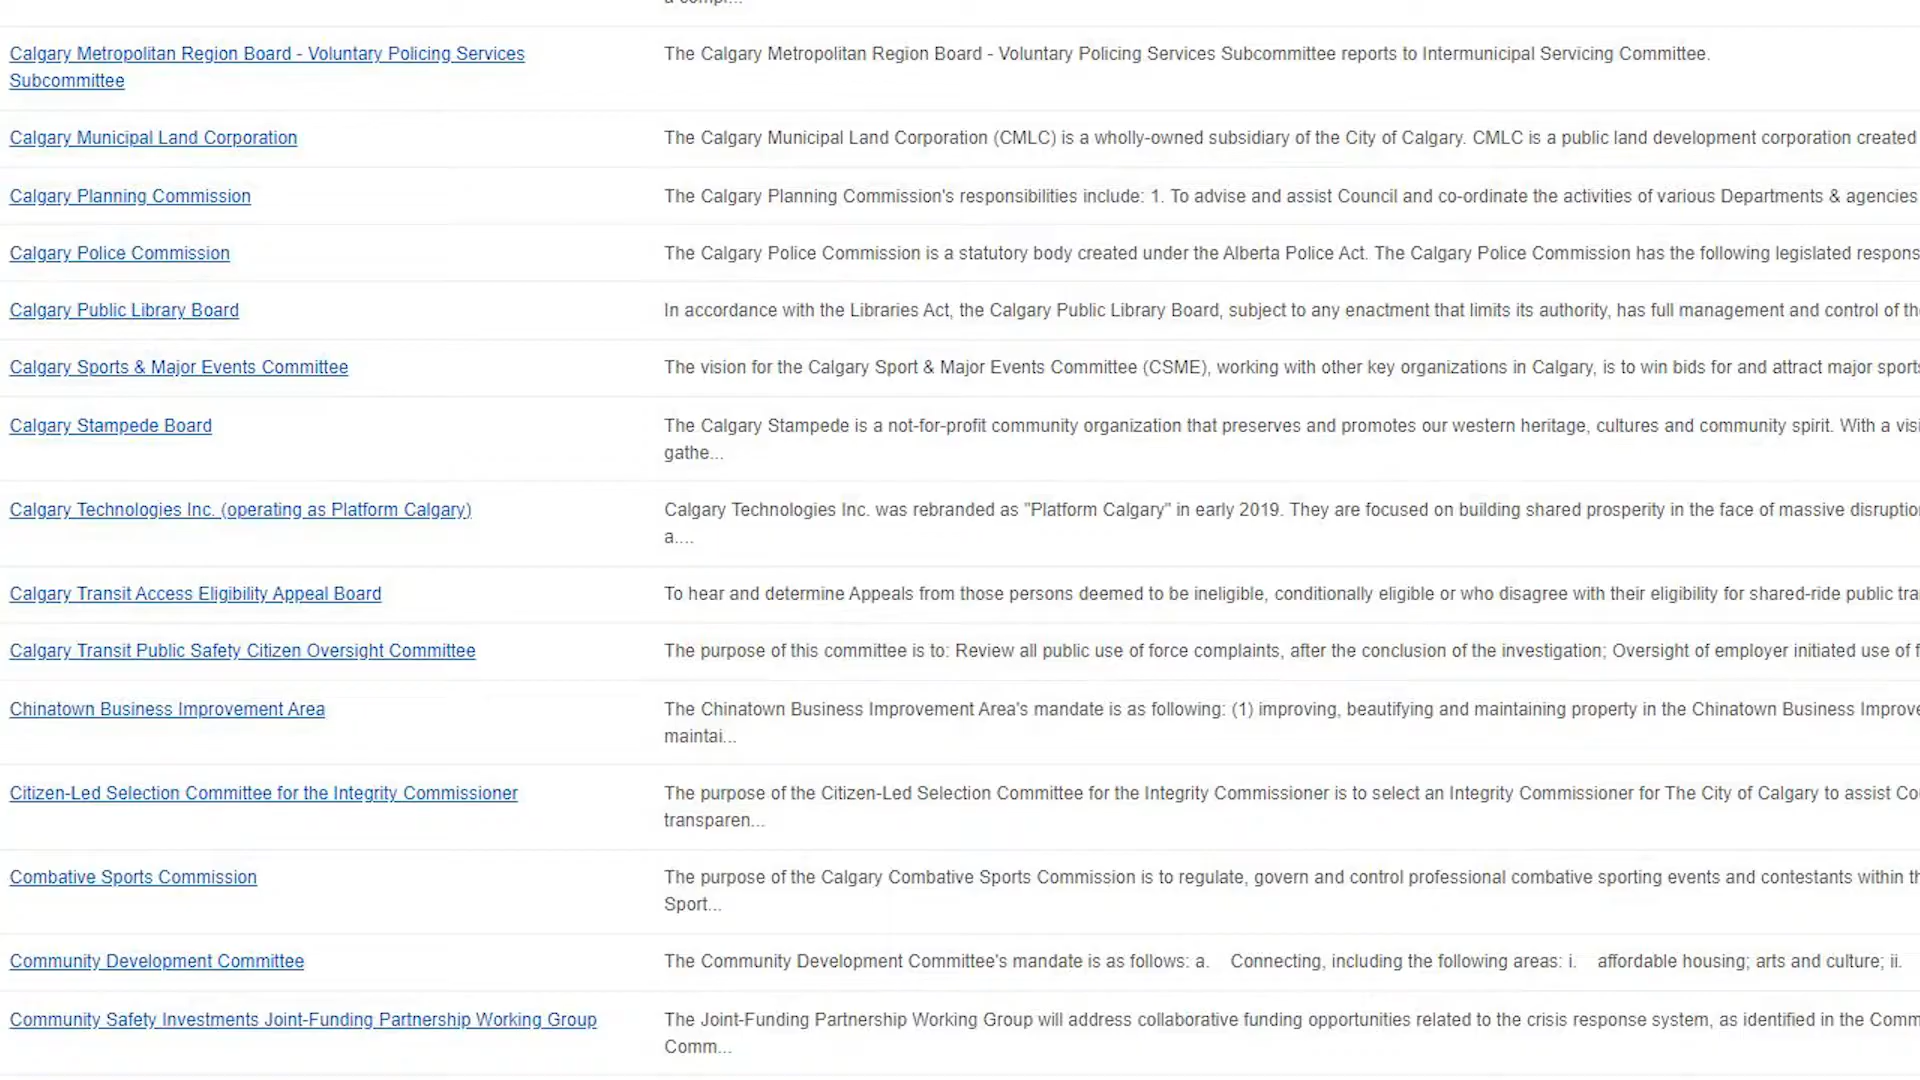 a compl...
Calgary Metropolitan Region Board - Voluntary Policing Services
Subcommittee
The Calgary Metropolitan Region Board - Voluntary Policing Services Subcommittee reports to Intermunicipal Servicing Committee.
Calgary Municipal Land Corporation
The Calgary Municipal Land Corporation (CMLC) is a wholly-owned subsidiary of the City of Calgary. CMLC is a public land development corporation created
Calgary Planning Commission
The Calgary Planning Commission's responsibilities include: 1. To advise and assist Council and co-ordinate the activities of various Departments & agencies
Calgary Police Commission
The Calgary Police Commission is a statutory body created under the Alberta Police Act. The Calgary Police Commission has the following legislated respons
Calgary Public Library Board
In accordance with the Libraries Act, the Calgary Public Library Board, subject to any enactment that limits its authority, has full management and control of th
Calgary Sports & Major Events Committee
The vision for the Calgary Sport & Major Events Committee (CSME), working with other key organizations in Calgary, is to win bids for and attract major sports
Calgary Stampede Board
The Calgary Stampede is a not-for-profit community organization that preserves and promotes our western heritage, cultures and community spirit. With a visi
gathe...
Calgary Technologies Inc. (operating as Platform Calgary)
Calgary Technologies Inc. was rebranded as "Platform Calgary" in early 2019. They are focused on building shared prosperity in the face of massive disruptio
a....
Calgary Transit Access Eligibility Appeal Board
To hear and determine Appeals from those persons deemed to be ineligible, conditionally eligible or who disagree with their eligibility for shared-ride public tra
Calgary Transit Public Safety Citizen Oversight Committee
The purpose of this committee is to: Review all public use of force complaints, after the conclusion of the investigation; Oversight of employer initiated use of f
Chinatown Business Improvement Area
The Chinatown Business Improvement Area's mandate is as following: (1) improving, beautifying and maintaining property in the Chinatown Business Improve
maintai...
Citizen-Led Selection Committee for the Integrity Commissioner
The purpose of the Citizen-Led Selection Committee for the Integrity Commissioner is to select an Integrity Commissioner for The City of Calgary to assist Co
transparen...
Combative Sports Commission
The purpose of the Calgary Combative Sports Commission is to regulate, govern and control professional combative sporting events and contestants within th
Sport...
Community Development Committee
The Community Development Committee's mandate is as follows: a. Connecting, including the following areas: i. affordable housing; arts and culture; ii.
Community Safety Investments Joint-Funding Partnership Working Group
The Joint-Funding Partnership Working Group will address collaborative funding opportunities related to the crisis response system, as identified in the Comm
Comm...